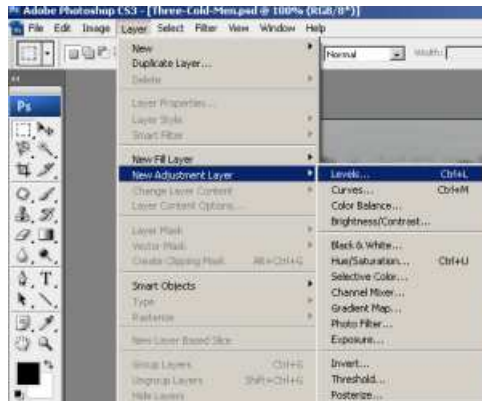 Adobe Photoshop CS3 - [Three-Cold-Men.psd @ 100% (RGB/8*)]
File Edit Image Layer Select Filter View Window Help
Normal
Width:
Ps
New
Duplicate Layer...
Delete
Layer Properties...
Layer Style
Smart Filter
New Fill Layer
New Adjustment Layer
Change Layer Content
Layer Content Options...
Layer Mask
Vector Mask
Create Clipping Mask Alt+Ctrl+G
Smart Objects
Type
Rasterize
New Layer Based Slice
Group Layers Ctrl+G
Ungroup Layers Shift+Ctrl+G
Hide Layers
Levels... Ctrl+L
Curves... Ctrl+M
Color Balance...
Brightness/Contrast...
Black & White...
Hue/Saturation... Ctrl+U
Selective Color...
Channel Mixer...
Gradient Map...
Photo Filter...
Exposure...
Invert...
Threshold...
Posterize...